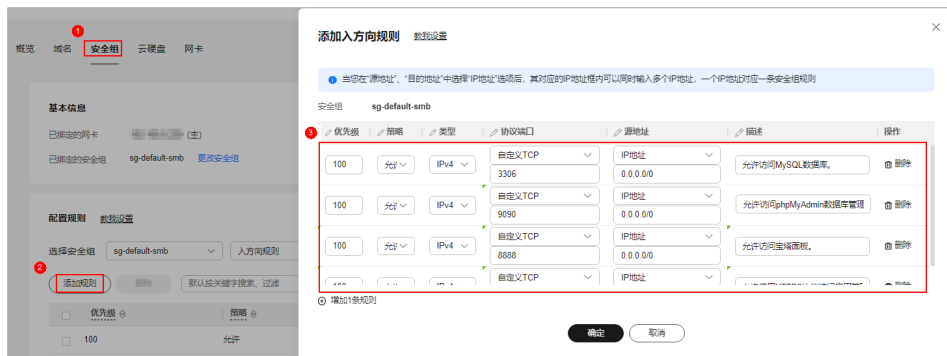 1
概览 域名 安全组 云硬盘 网卡
基本信息
已绑定的网卡 (主)
已绑定的安全组 sg-default-smb 更改安全组
配置规则 教我设置
选择安全组 sg-default-smb 入方向规则
2
添加规则 删除 默认按关键字搜索、过滤
优先级 策略
100 允许
添加入方向规则 教我设置
当您在“源地址”、“目的地址”中选择“IP地址”选项后，其对应的IP地址框内可以同时输入多个IP地址，一个IP地址对应一条安全组规则
安全组 sg-default-smb
3
优先级 策略 类型 协议端口 源地址 描述 操作
100 IPv4 自定义TCP IP地址 允许访问MySQL数据库。 删除
3306 0.0.0.0/0
100 IPv4 自定义TCP IP地址 允许访问phpMyAdmin数据库管理 删除
9090 0.0.0.0/0
100 IPv4 自定义TCP IP地址 允许访问宝塔面板。 删除
8888 0.0.0.0/0
自定义TCP IP地址
增加1条规则
确定 取消